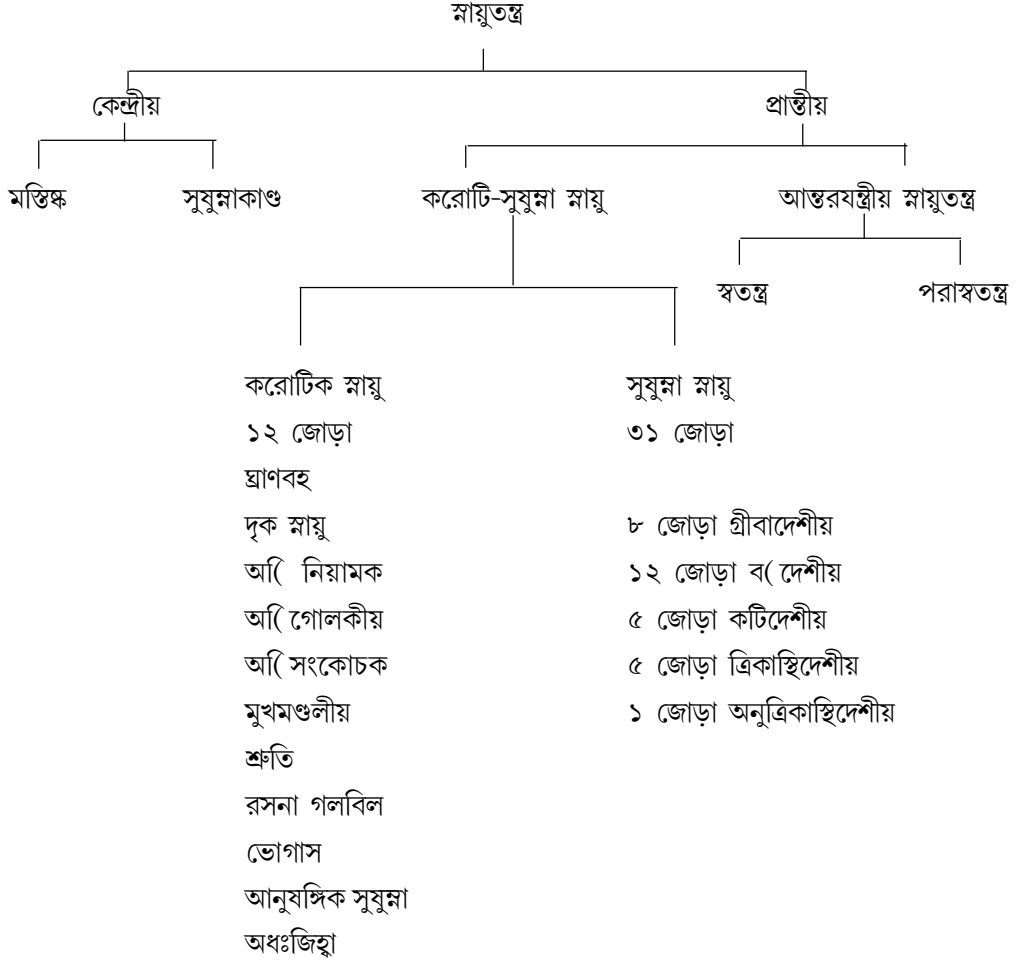 স্নায়ুতন্ত্র
কেন্দ্রীয় প্রান্তীয়
মস্তিষ্ক সুষুম্নাকাণ্ড করোটি-সুষুম্না স্নায়ু আন্তরযন্ত্রীয় স্নায়ুতন্ত্র
স্বতন্ত্র পরাস্বতন্ত্র
করোটিক স্নায়ু সুষুম্না স্নায়ু
১২ জোড়া ৩১ জোড়া
ঘ্রাণবহ
দৃক স্নায়ু ৮ জোড়া গ্রীবাদেশীয়
অ( নিয়ামক ১২ জোড়া ব( দেশীয়
অ( গোলকীয় ৫ জোড়া কটিদেশীয়
অ( সংকোচক ৫ জোড়া ত্রিকাস্থিদেশীয়
মুখমণ্ডলীয় ১ জোড়া অনুত্রিকাস্থিদেশীয়
শ্রুতি
রসনা গলবিল
ভোগাস
আনুষঙ্গিক সুষুম্না
অধঃজিহ্বা